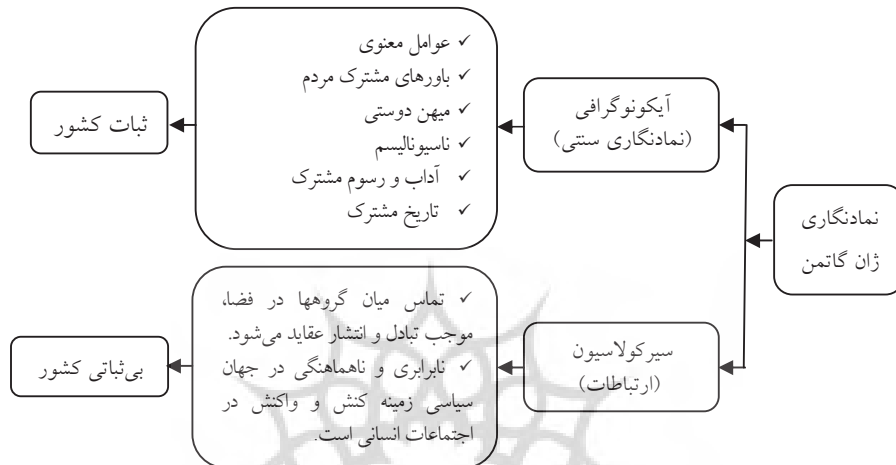 نمادنگاری
ژان گاتمن
آیکونوگرافی
(نمادنگاری سنتی)
✓ عوامل معنوی
✓ باورهای مشترک مردم
✓ میهن دوستی
✓ ناسیونالیسم
✓ آداب و رسوم مشترک
✓ تاریخ مشترک
ثبات کشور
سیرکولاسیون
(ارتباطات)
✓ تماس میان گروهها در فضا،
موجب تبادل و انتشار عقاید می‌شود.
✓ نابرابری و ناهماهنگی در جهان
سیاسی زمینه کنش و واکنش در
اجتماعات انسانی است.
بی‌ثباتی کشور